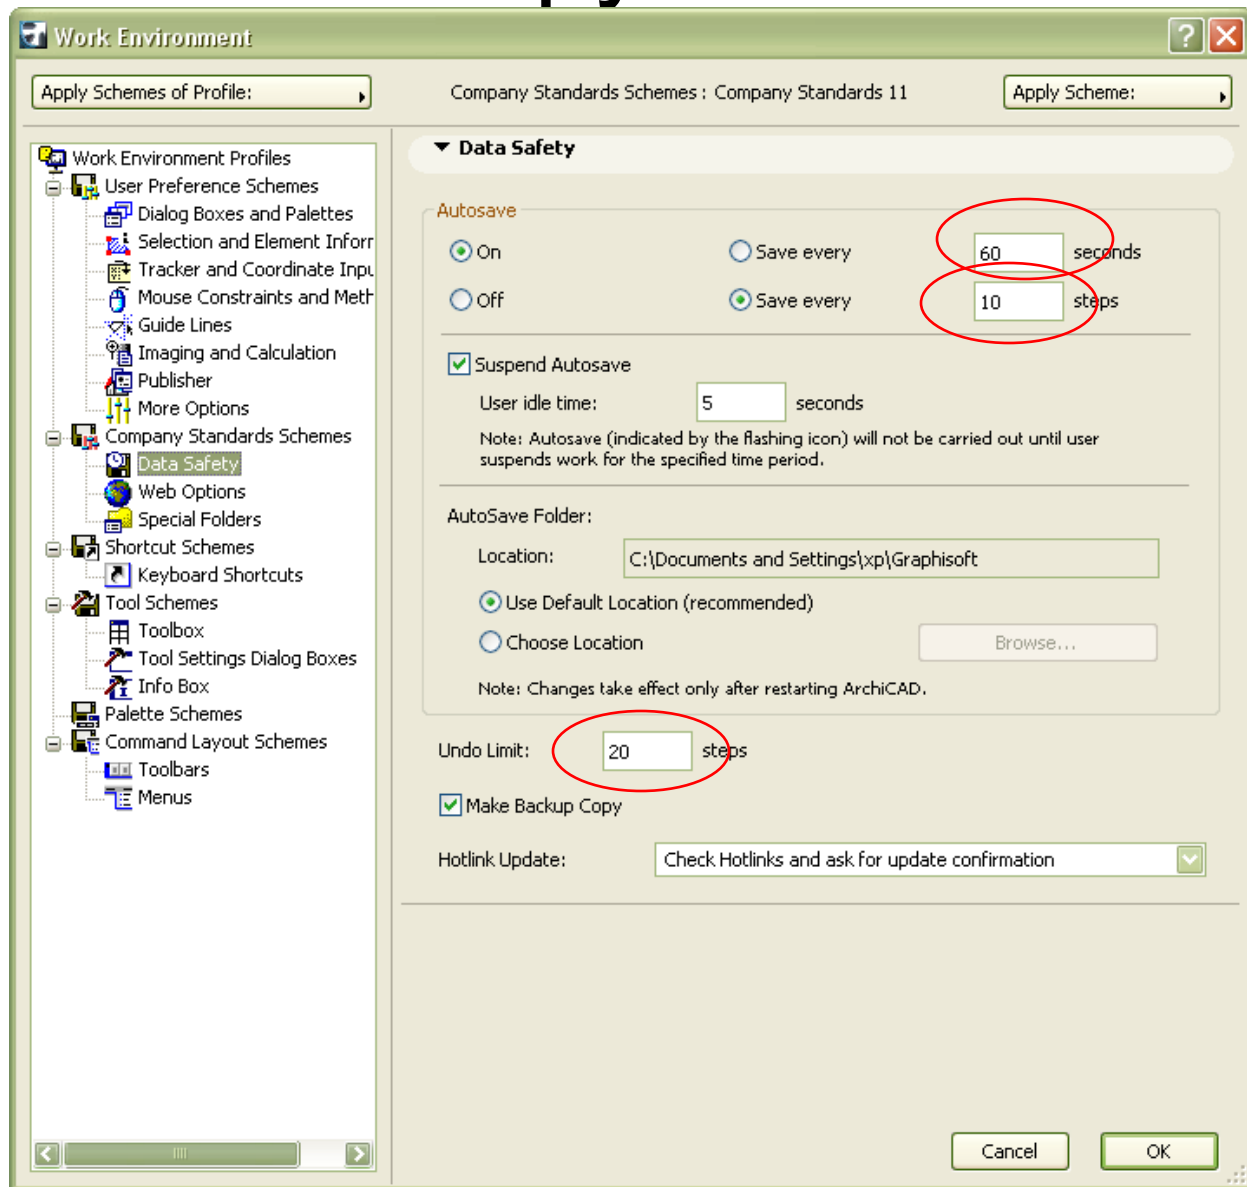 Work Environment
Apply Schemes of Profile:
Company Standards Schemes : Company Standards 11
Apply Scheme:
Work Environment Profiles
User Preference Schemes
Dialog Boxes and Palettes
Selection and Element Inforr
Tracker and Coordinate Inpu
Mouse Constraints and Meth
Guide Lines
Imaging and Calculation
Publisher
More Options
Company Standards Schemes
Data Safety
Web Options
Special Folders
Shortcut Schemes
Keyboard Shortcuts
Tool Schemes
Toolbox
Tool Settings Dialog Boxes
Info Box
Palette Schemes
Command Layout Schemes
Toolbars
Menus
Data Safety
Autosave
On Save every 60 seconds
Off Save every 10 steps
Suspend Autosave
User idle time: 5 seconds
Note: Autosave (indicated by the flashing icon) will not be carried out until user
suspends work for the specified time period.
AutoSave Folder:
Location: C:\Documents and Settings\xp\Graphisoft
Use Default Location (recommended)
Choose Location Browse...
Note: Changes take effect only after restarting ArchiCAD.
Undo Limit: 20 steps
Make Backup Copy
Hotlink Update: Check Hotlinks and ask for update confirmation
Cancel OK